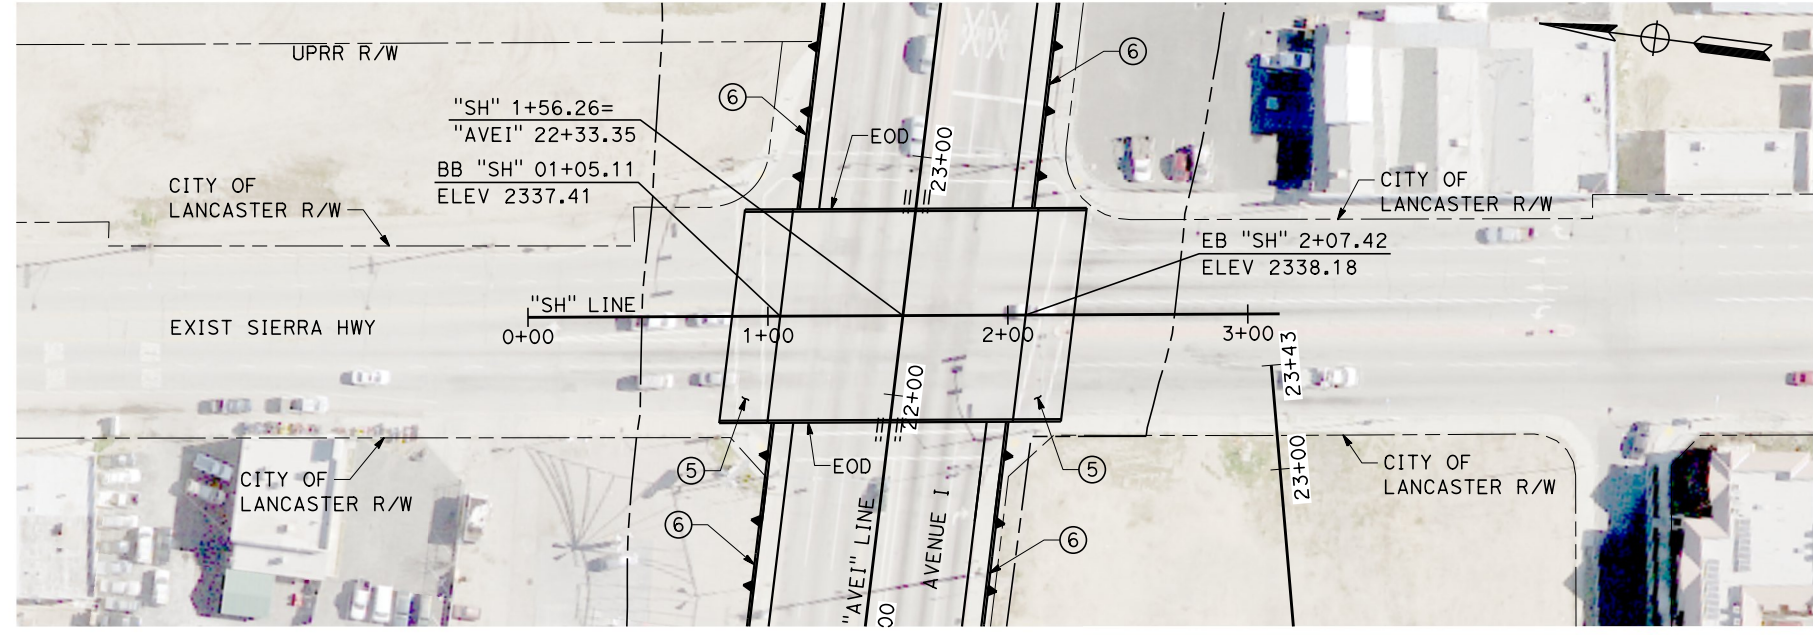 UPRR R/W
6
6
"SH" 1+56.26=
"AVEI" 22+33.35
BB "SH" 01+05.11
ELEV 2337.41
EOD
23+00
CITY OF
LANCASTER R/W
CITY OF
LANCASTER R/W
EB "SH" 2+07.42
ELEV 2338.18
"SH" LINE
EXIST SIERRA HWY
0+00
1+00
2+00
3+00
23+43
22+00
5
EOD
5
23+00
CITY OF
LANCASTER R/W
CITY OF
LANCASTER R/W
6
"AVEI" LINE
AVENUE I
6